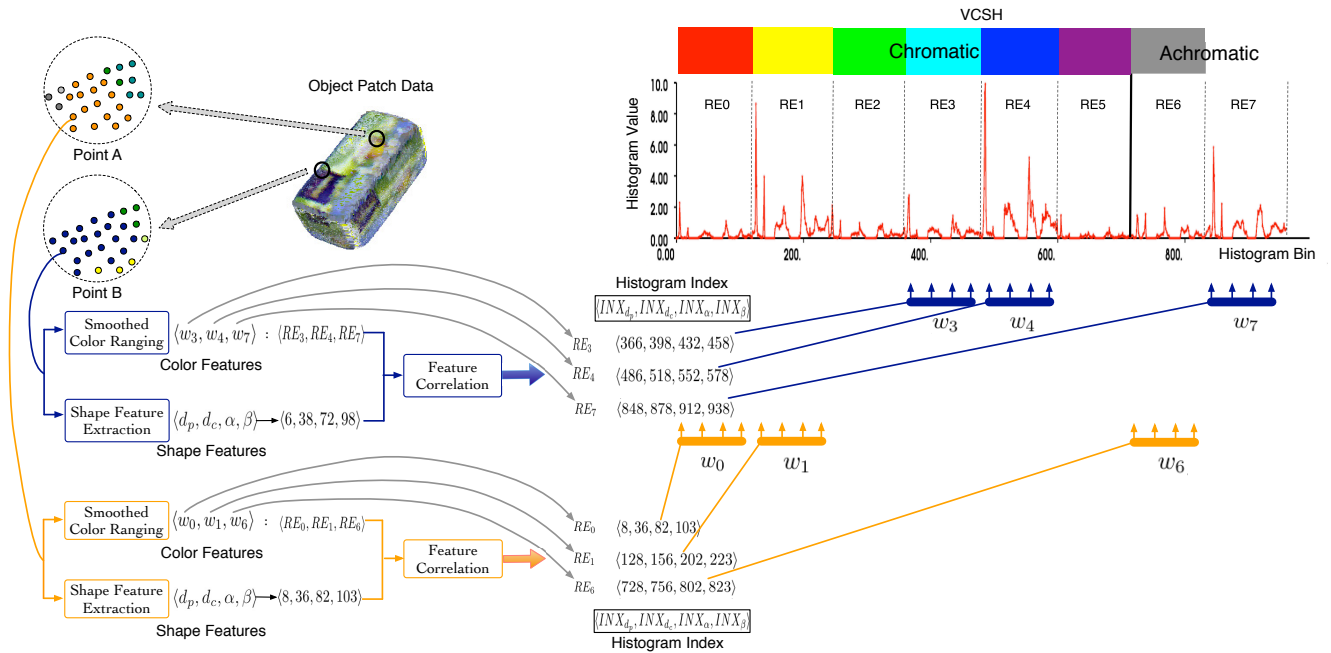 VCSH
Chromatic
Achromatic
Object Patch Data
Point A
Point B
Histogram Value
10.0
8.00
6.00
4.00
2.00
0.00
RE0
RE1
RE2
RE3
RE4
RE5
RE6
RE7
0.00
200.
400.
600.
800.
Histogram Bin
Histogram Index
⟨INX_{d_p}, INX_{d_c}, INX_α, INX_β⟩
w_3
w_4
w_7
Smoothed
Color Ranging
⟨w_3, w_4, w_7⟩ : ⟨RE_3, RE_4, RE_7⟩
Color Features
Feature
Correlation
RE_3 ⟨366, 398, 432, 458⟩
RE_4 ⟨486, 518, 552, 578⟩
RE_7 ⟨848, 878, 912, 938⟩
Shape Feature
Extraction
⟨d_p, d_c, α, β⟩ → ⟨6, 38, 72, 98⟩
Shape Features
w_0
w_1
w_6
Smoothed
Color Ranging
⟨w_0, w_1, w_6⟩ : ⟨RE_0, RE_1, RE_6⟩
Color Features
Feature
Correlation
RE_0 ⟨8, 36, 82, 103⟩
RE_1 ⟨128, 156, 202, 223⟩
RE_6 ⟨728, 756, 802, 823⟩
Shape Feature
Extraction
⟨d_p, d_c, α, β⟩ → ⟨8, 36, 82, 103⟩
Shape Features
⟨INX_{d_p}, INX_{d_c}, INX_α, INX_β⟩
Histogram Index